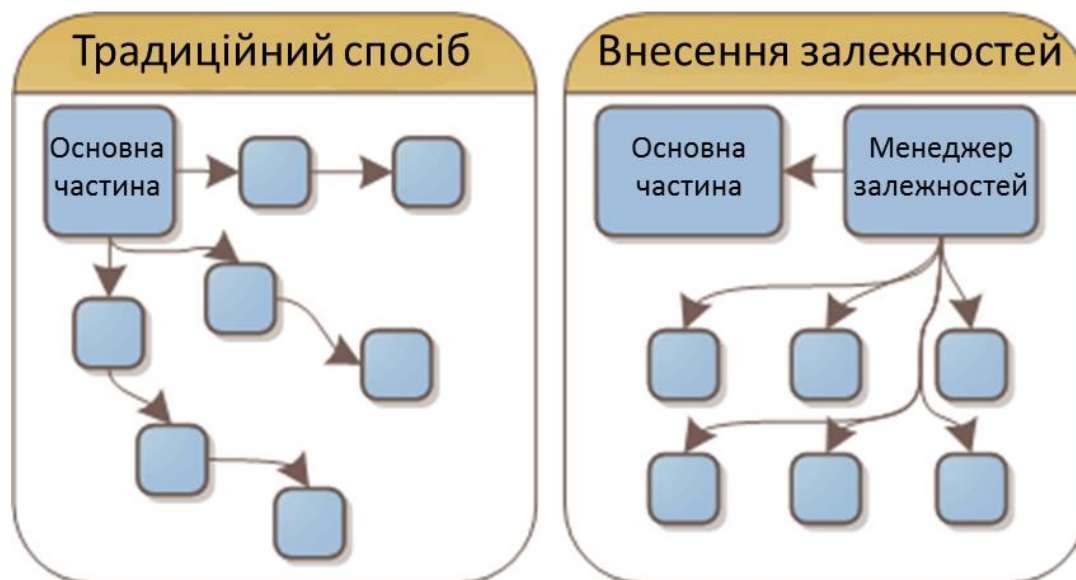 Традиційний спосіб
Внесення залежностей
Основна
частина
Основна
частина
Менеджер
залежностей